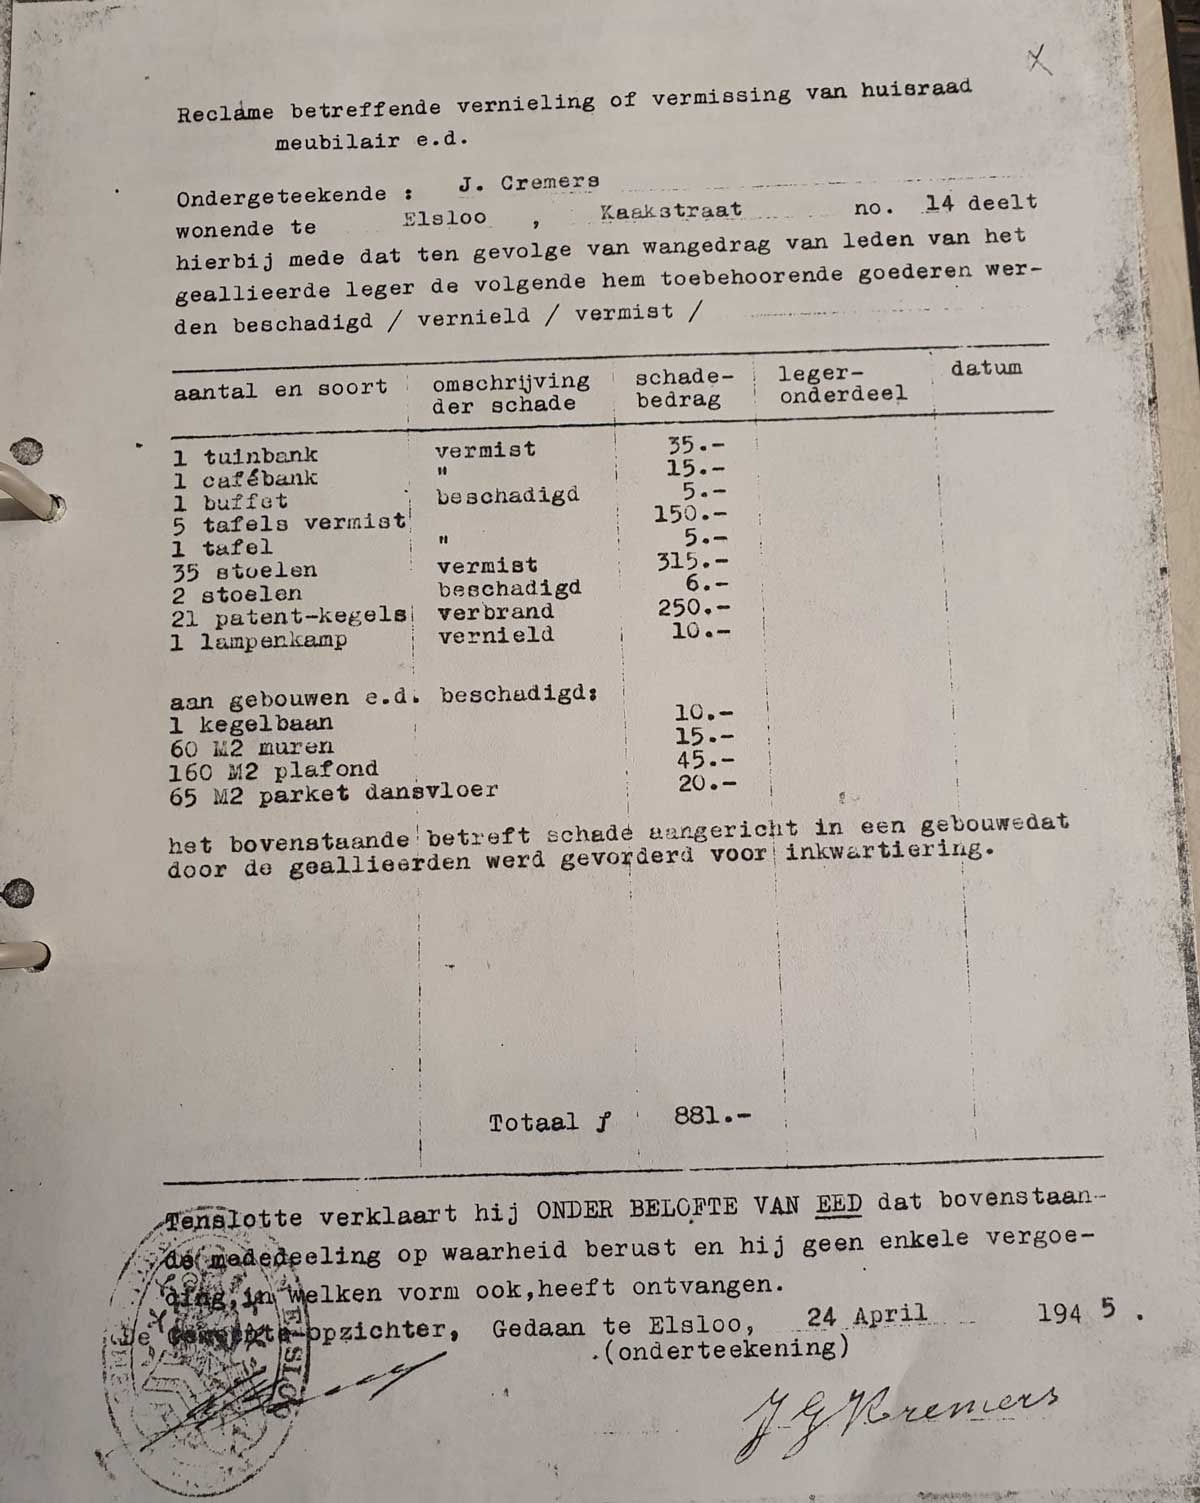 Reclame betreffende vernieling of vermissing van huisraad
meubilair e.d.
Ondergeteekende : J. Cremers
wonende te Elsloo , Kaakstraat no. 14 deelt
hierbij mede dat ten gevolge van wangedrag van leden van het
geallieerde leger de volgende hem toebehoorende goederen wer-
den beschadigd / vernield / vermist /
aantal en soort omschrijving der schade schade-bedrag leger-onderdeel datum
1 tuinbank vermist 35.-
1 cafébank " 15.-
1 buffet beschadigd 5.-
5 tafels vermist 150.-
1 tafel " 5.-
35 stoelen vermist 315.-
2 stoelen beschadigd 6.-
21 patent-kegels verbrand 250.-
1 lampenkamp vernield 10.-
aan gebouwen e.d. beschadigd:
1 kegelbaan 10.-
60 M2 muren 15.-
160 M2 plafond 45.-
65 M2 parket dansvloer 20.-
het bovenstaande betreft schade aangericht in een gebouwedat
door de geallieerden werd gevorderd voor inkwartiering.
Totaal ƒ 881.-
Tenslotte verklaart hij ONDER BELOFTE VAN EED dat bovenstaan-
de mededeeling op waarheid berust en hij geen enkele vergoe-
ding,in welken vorm ook,heeft ontvangen.
De Gemeente-opzichter, Gedaan te Elsloo, 24 April 1945.
.(onderteekening)
ELSLOO
J G Kremers